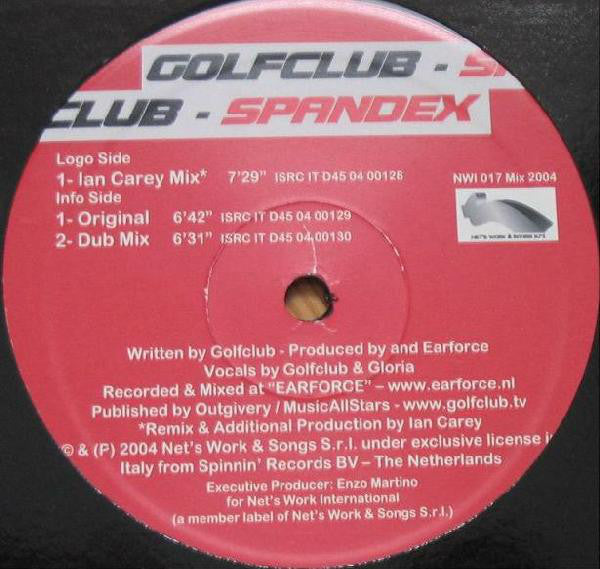 GOLFCLUB - SP
CLUB - SPANDEX
Logo Side
1- Ian Carey Mix* 7'29" ISRC IT D45 04 00126
Info Side
1- Original 6'42" ISRC IT D45 04 00129
2- Dub Mix 6'31" ISRC IT D45 04 00130
NWI 017 Mix 2004
NET'S WORK & SONGS S.r.l.
Written by Golfclub - Produced by and Earforce
Vocals by Golfclub & Gloria
Recorded & Mixed at "EARFORCE" – www.earforce.nl
Published by Outgivery / MusicAllStars - www.golfclub.tv
*Remix & Additional Production by Ian Carey
© & (P) 2004 Net's Work & Songs S.r.l. under exclusive license in
Italy from Spinnin' Records BV – The Netherlands
Executive Producer: Enzo Martino
for Net's Work International
(a member label of Net's Work & Songs S.r.l.)